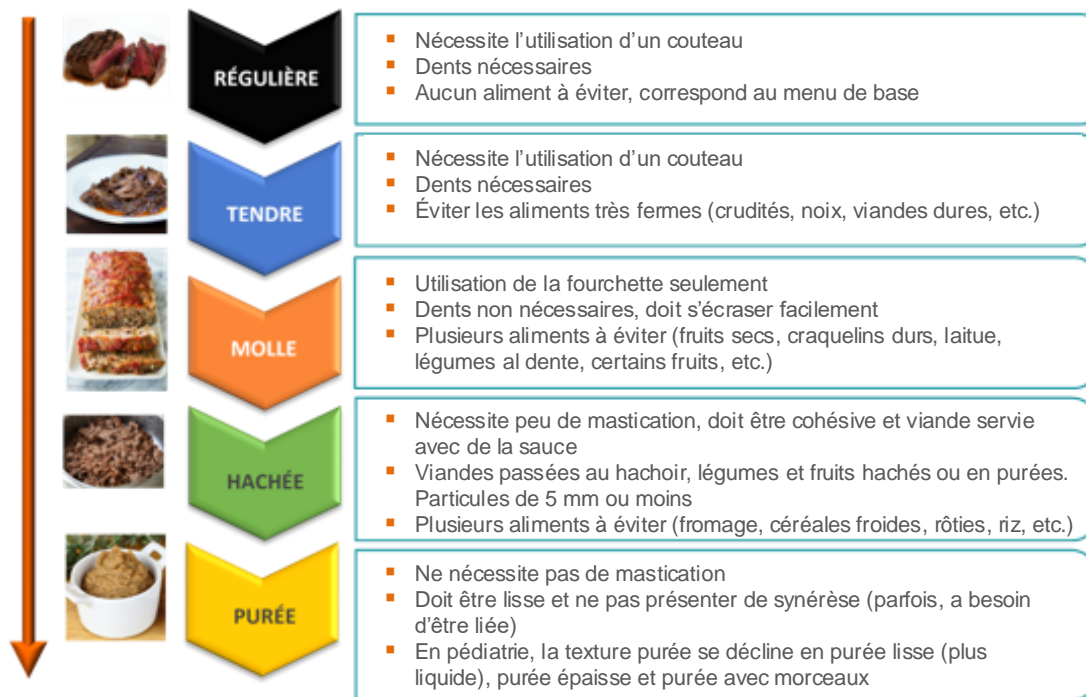 RÉGULIÈRE
▪ Nécessite l’utilisation d’un couteau
▪ Dents nécessaires
▪ Aucun aliment à éviter, correspond au menu de base
TENDRE
▪ Nécessite l’utilisation d’un couteau
▪ Dents nécessaires
▪ Éviter les aliments très fermes (crudités, noix, viandes dures, etc.)
MOLLE
▪ Utilisation de la fourchette seulement
▪ Dents non nécessaires, doit s’écraser facilement
▪ Plusieurs aliments à éviter (fruits secs, craquelins durs, laitue,
légumes al dente, certains fruits, etc.)
HACHÉE
▪ Nécessite peu de mastication, doit être cohésive et viande servie
avec de la sauce
▪ Viandes passées au hachoir, légumes et fruits hachés ou en purées.
Particules de 5 mm ou moins
▪ Plusieurs aliments à éviter (fromage, céréales froides, rôties, riz, etc.)
PURÉE
▪ Ne nécessite pas de mastication
▪ Doit être lisse et ne pas présenter de synérèse (parfois, a besoin
d’être liée)
▪ En pédiatrie, la texture purée se décline en purée lisse (plus
liquide), purée épaisse et purée avec morceaux